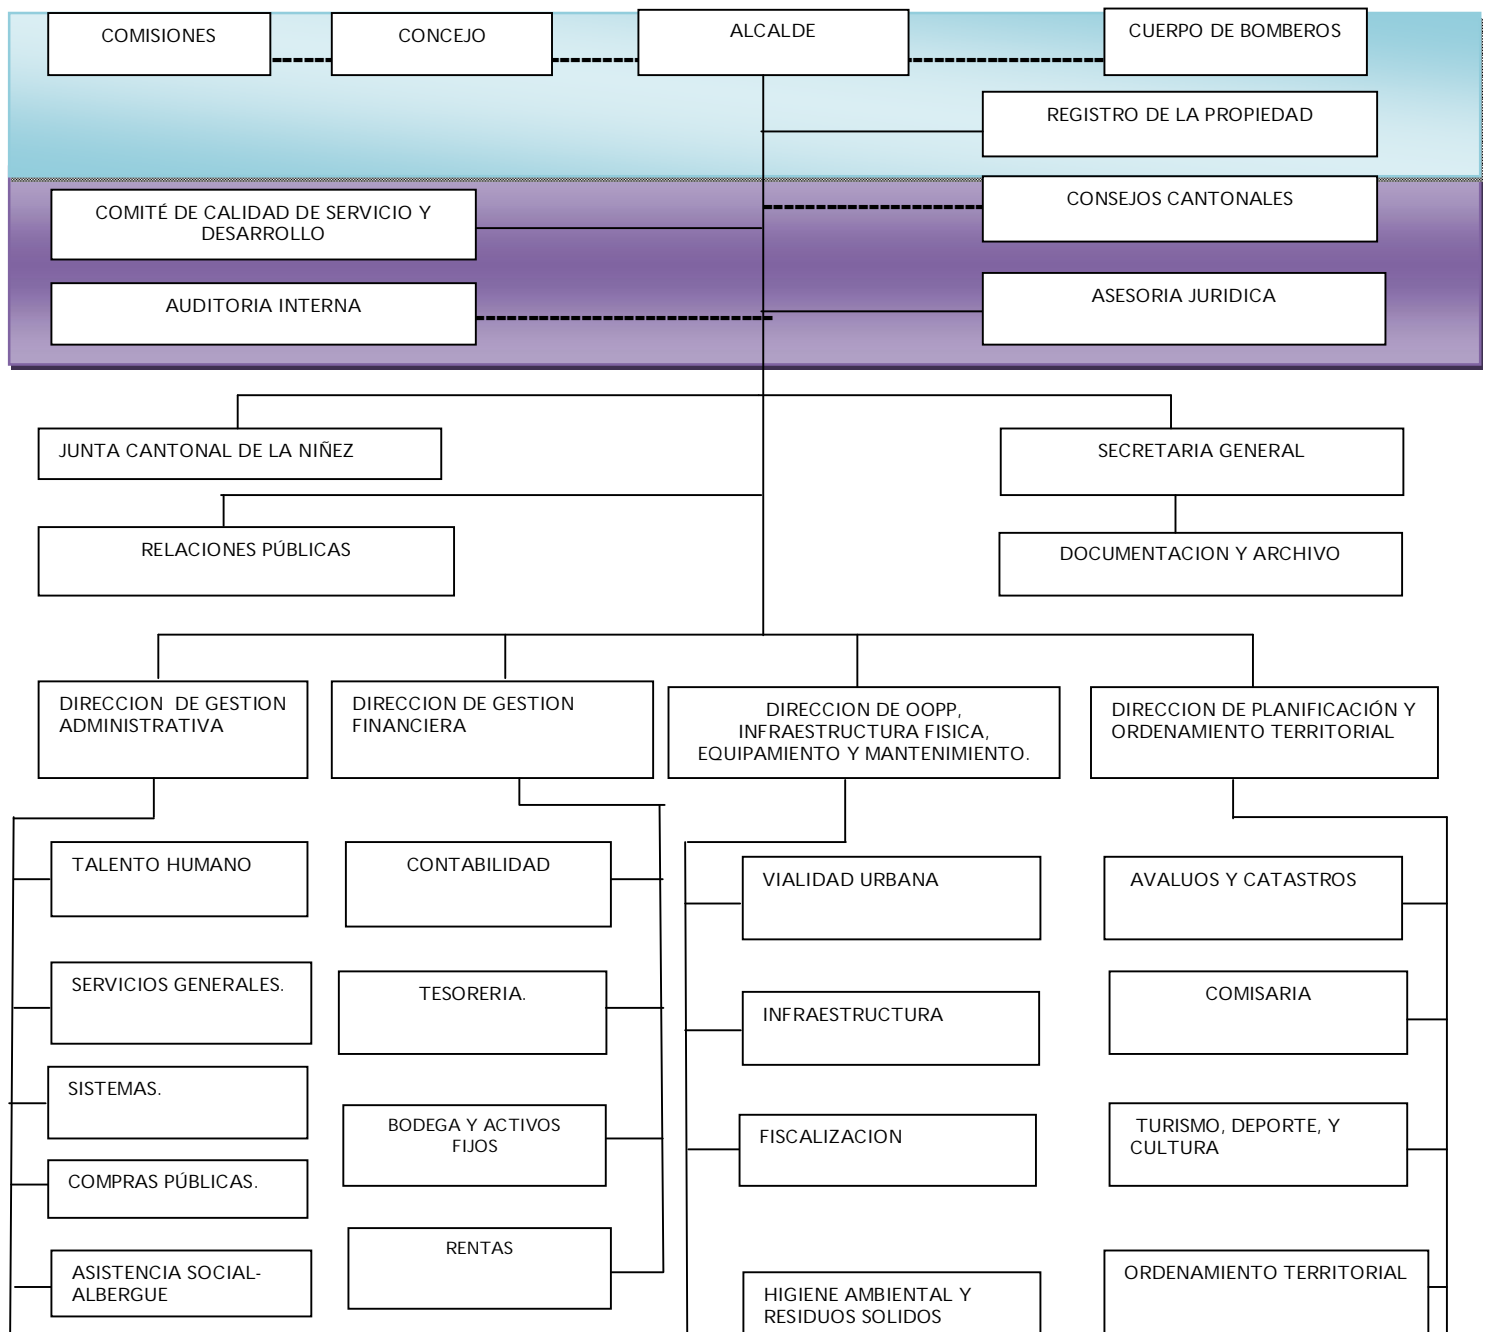 COMISIONES
CONCEJO
ALCALDE
CUERPO DE BOMBEROS
REGISTRO DE LA PROPIEDAD
COMITÉ DE CALIDAD DE SERVICIO Y
DESARROLLO
CONSEJOS CANTONALES
AUDITORIA INTERNA
ASESORIA JURIDICA
JUNTA CANTONAL DE LA NIÑEZ
SECRETARIA GENERAL
RELACIONES PÚBLICAS
DOCUMENTACION Y ARCHIVO
DIRECCION DE GESTION
ADMINISTRATIVA
DIRECCION DE GESTION
FINANCIERA
DIRECCION DE OOPP,
INFRAESTRUCTURA FISICA,
EQUIPAMIENTO Y MANTENIMIENTO.
DIRECCION DE PLANIFICACIÓN Y
ORDENAMIENTO TERRITORIAL
TALENTO HUMANO
SERVICIOS GENERALES.
SISTEMAS.
COMPRAS PÚBLICAS.
ASISTENCIA SOCIAL-
ALBERGUE
CONTABILIDAD
TESORERIA.
BODEGA Y ACTIVOS
FIJOS
RENTAS
VIALIDAD URBANA
INFRAESTRUCTURA
FISCALIZACION
HIGIENE AMBIENTAL Y
RESIDUOS SOLIDOS
AVALUOS Y CATASTROS
COMISARIA
TURISMO, DEPORTE, Y
CULTURA
ORDENAMIENTO TERRITORIAL